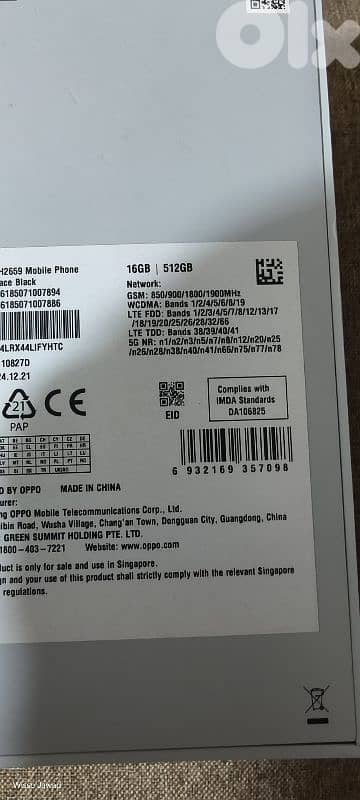 olx
H2659 Mobile Phone
ace Black
6185071007894
6185071007886
4LRX44LIFYHTC
10827D
24.12.21
16GB | 512GB
Network:
GSM: 850/900/1800/1900MHz
WCDMA: Bands 1/2/4/5/6/8/19
LTE FDD: Bands 1/2/3/4/5/7/8/12/13/17
/18/19/20/25/26/28/32/66
LTE TDD: Bands 38/39/40/41
5G NR: n1/n2/n3/n5/n7/n8/n12/n20/n25
/n26/n28/n38/n40/n41/n66/n75/n77/n78
21
PAP
CE
EID
Complies with
IMDA Standards
DA106825
6 932169 357098
D BY OPPO MADE IN CHINA
urer:
ng OPPO Mobile Telecommunications Corp., Ltd.
ibin Road, Wusha Village, Chang'an Town, Dongguan City, Guangdong, China
: GREEN SUMMIT HOLDING PTE. LTD.
1800-483-7221 Website: www.oppo.com
duct is only for sale and use in Singapore.
gn and your use of this product shall strictly comply with the relevant Singapore
regulations.